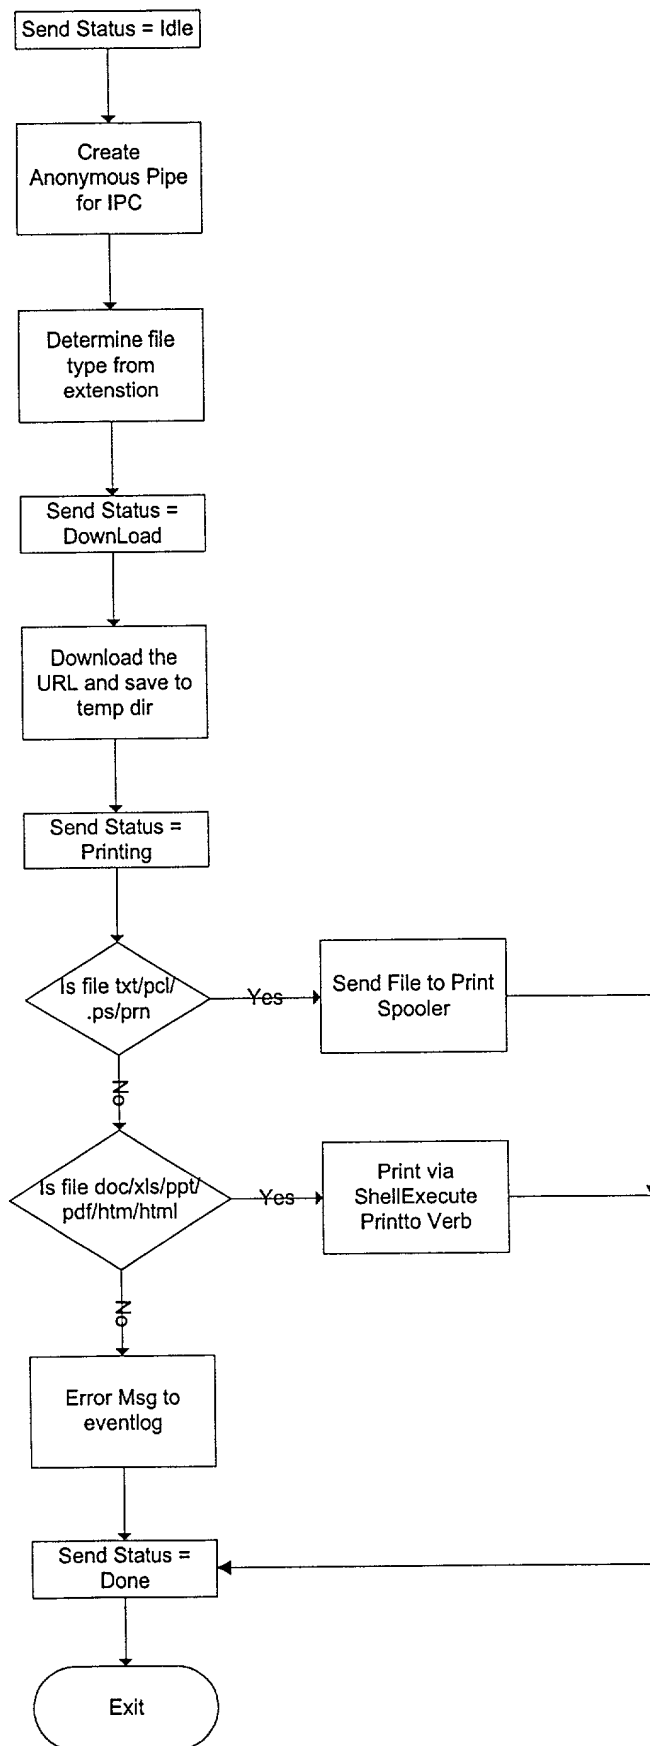 Send Status = Idle
Create
Anonymous Pipe
for IPC
Determine file
type from
extenstion
Send Status =
DownLoad
Download the
URL and save to
temp dir
Send Status =
Printing
Is file txt/pcl/
.ps/prn
Yes
Send File to Print
Spooler
No
Is file doc/xls/ppt/
pdf/htm/html
Yes
Print via
ShellExecute
Printto Verb
No
Error Msg to
eventlog
Send Status =
Done
Exit